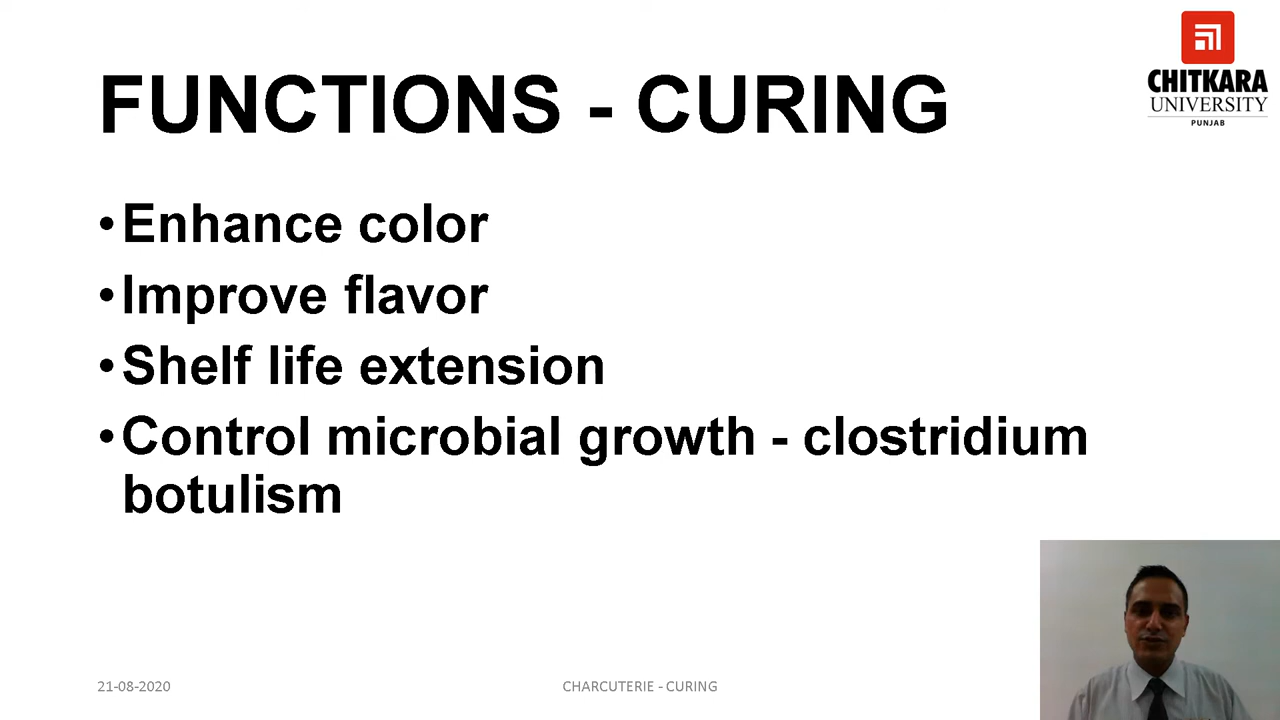 CHITKARA
UNIVERSITY
PUNJAB
FUNCTIONS - CURING
•Enhance color
•Improve flavor
•Shelf life extension
•Control microbial growth - clostridium
botulism
21-08-2020
CHARCUTERIE - CURING